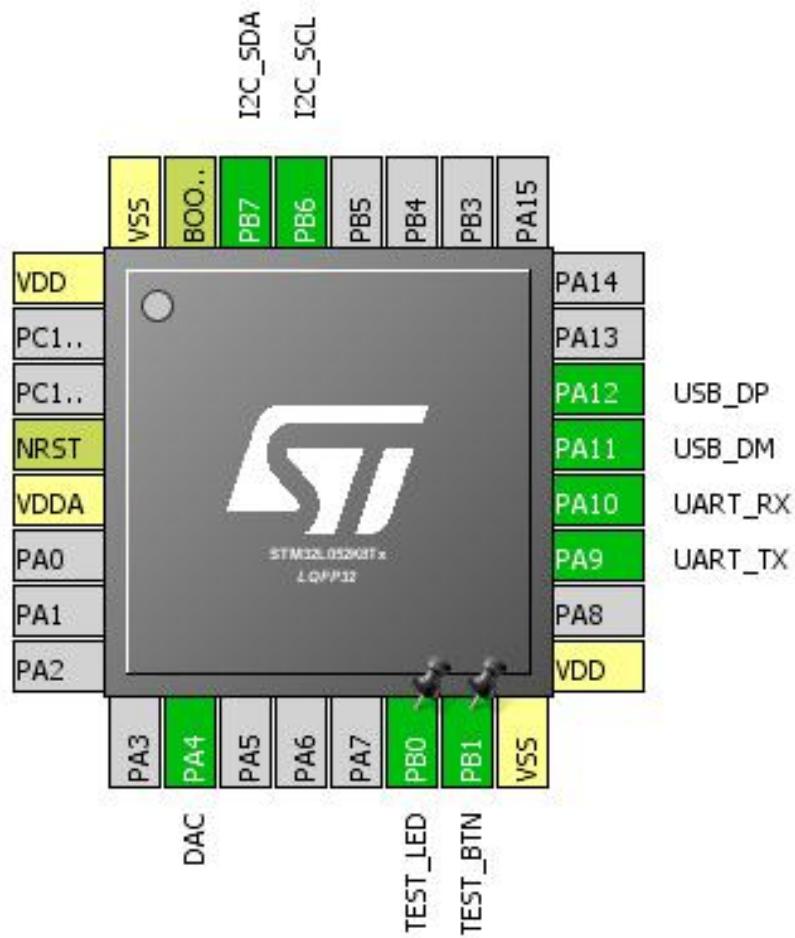 I2C_SDA
I2C_SCL
VSS
BOO..
PB7
PB6
PB5
PB4
PB3
PA15
VDD
PC1..
PC1..
NRST
VDDA
PA0
PA1
PA2
PA14
PA13
PA12 USB_DP
PA11 USB_DM
PA10 UART_RX
PA9 UART_TX
PA8
VDD
ST
STM32L052K8Tx
LQFP32
PA3
PA4
PA5
PA6
PA7
PB0
PB1
VSS
DAC
TEST_LED
TEST_BTN